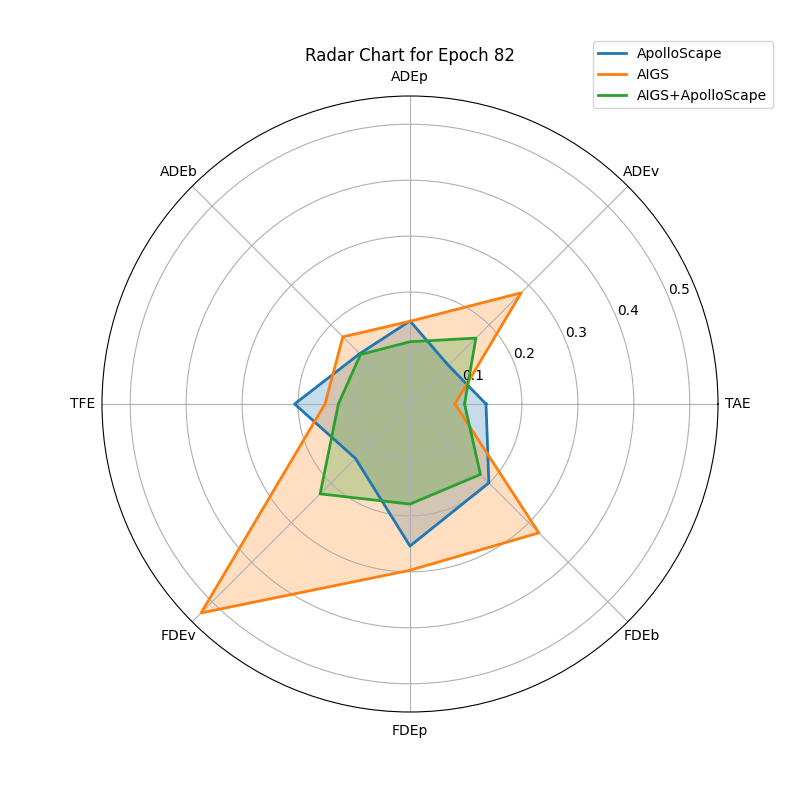 Radar Chart for Epoch 82
ApolloScape
AIGS
AIGS+ApolloScape
ADEp
ADEb
ADEv
0.5
0.4
0.3
0.2
0.1
TFE
TAE
FDEv
FDEb
FDEp